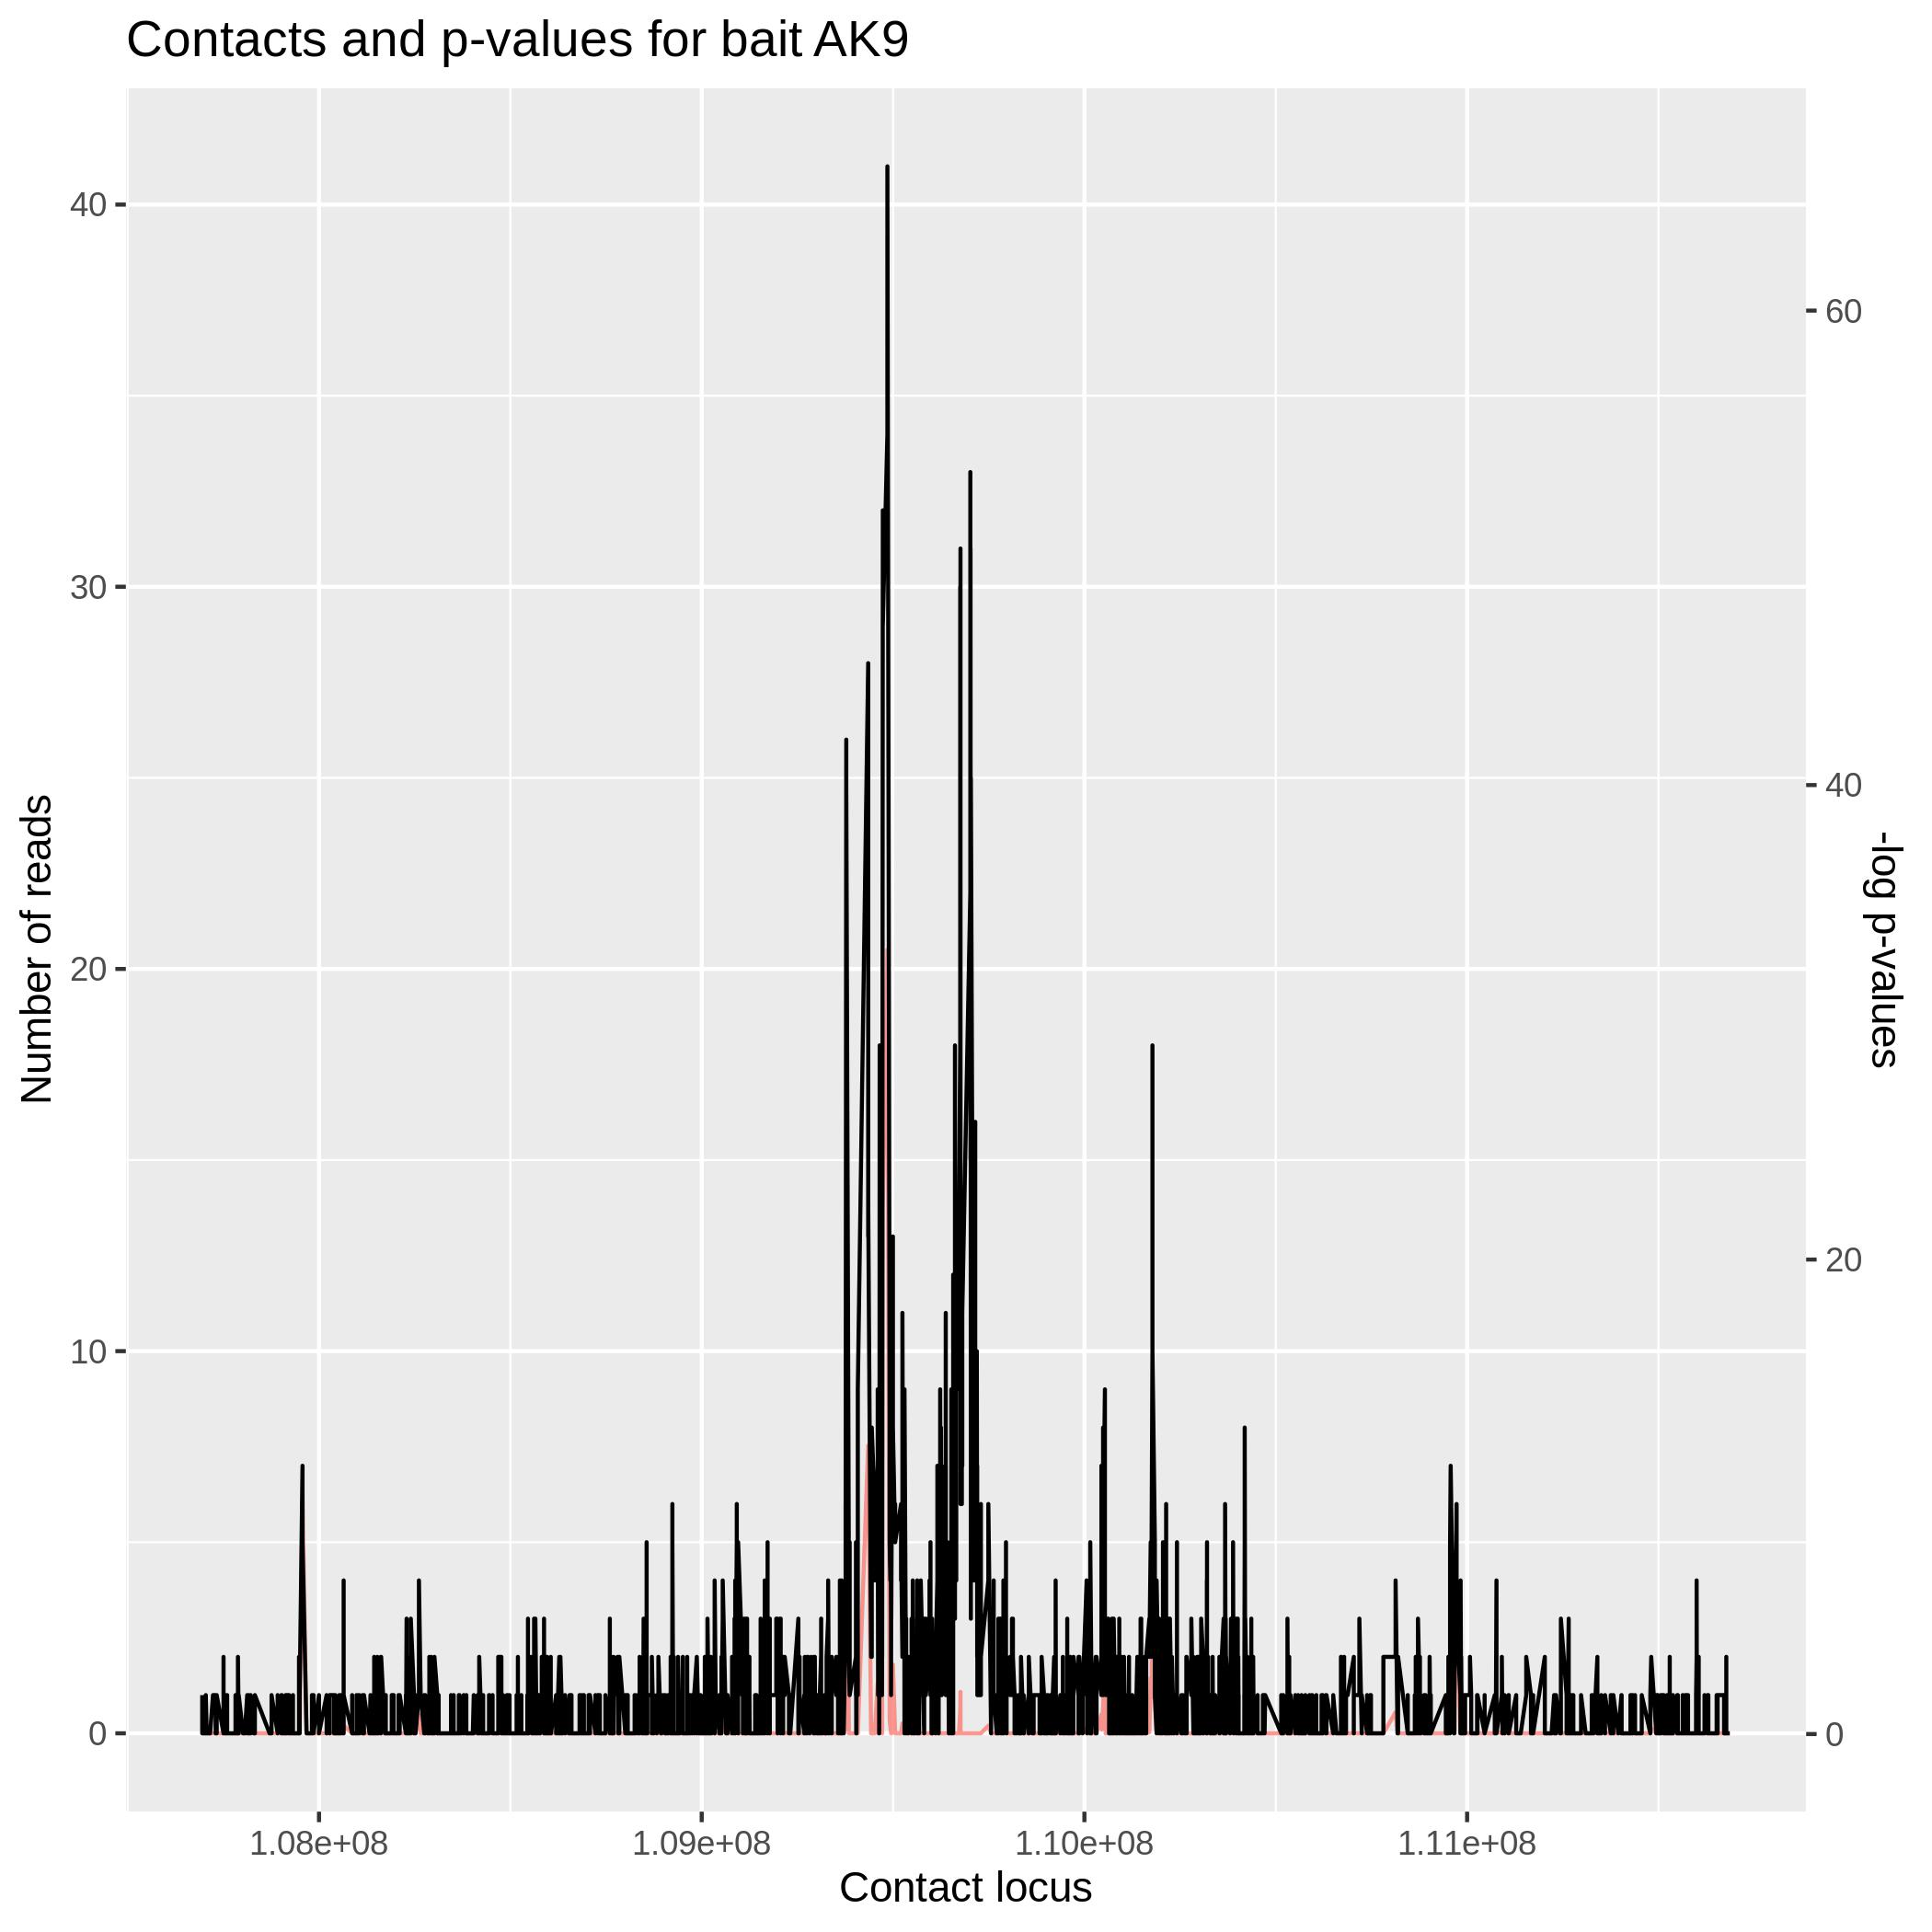 Contacts and p-values for bait AK9
40
30
20
10
0
Number of reads
60
40
20
0
-log p-values
1.08e+08 1.09e+08 1.10e+08 1.11e+08
Contact locus